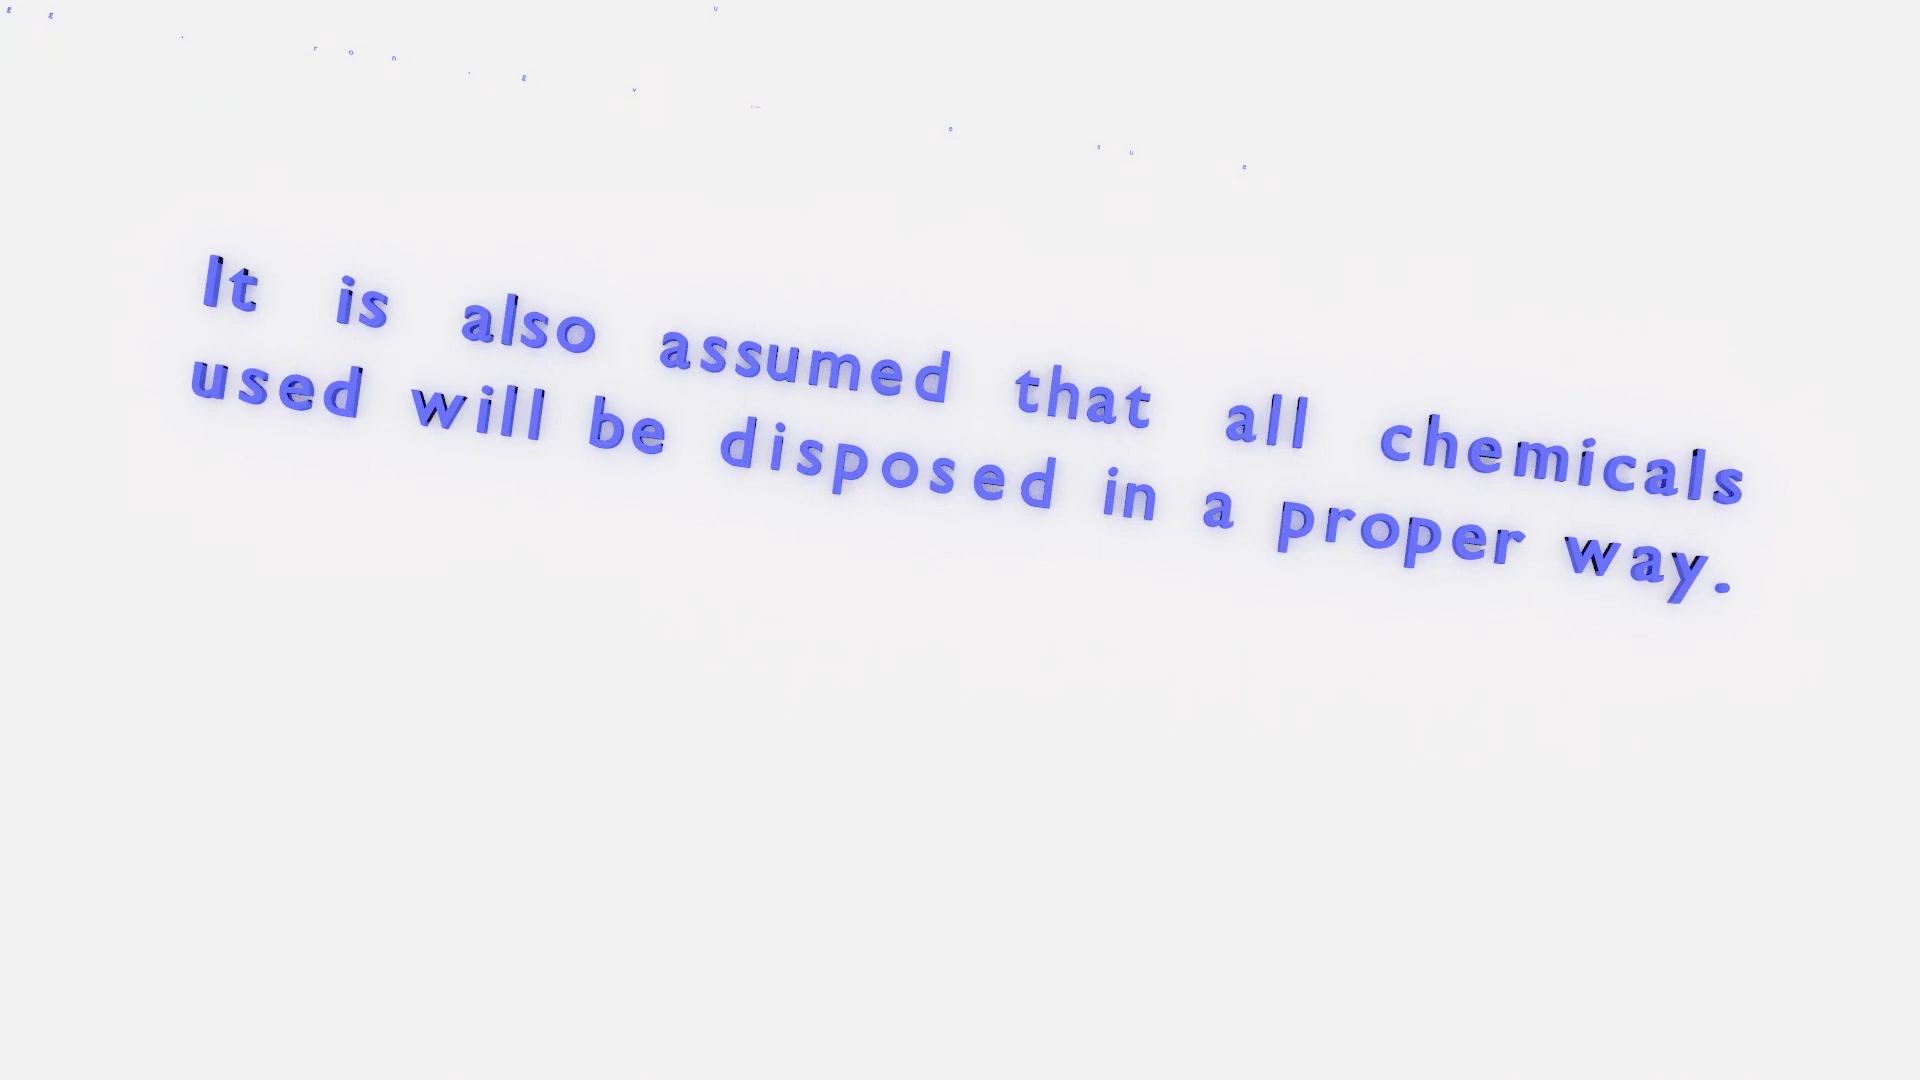 It is also assumed that all chemicals
used will be disposed in a proper way.